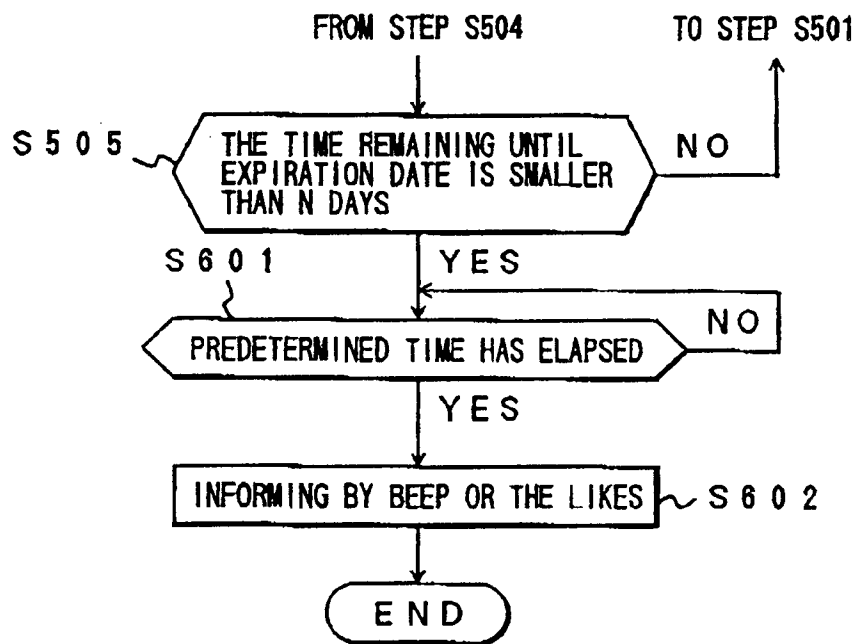 FROM STEP S504
TO STEP S501
S505
THE TIME REMAINING UNTIL
EXPIRATION DATE IS SMALLER
THAN N DAYS
NO
YES
S601
NO
PREDETERMINED TIME HAS ELAPSED
YES
INFORMING BY BEEP OR THE LIKES
S602
END